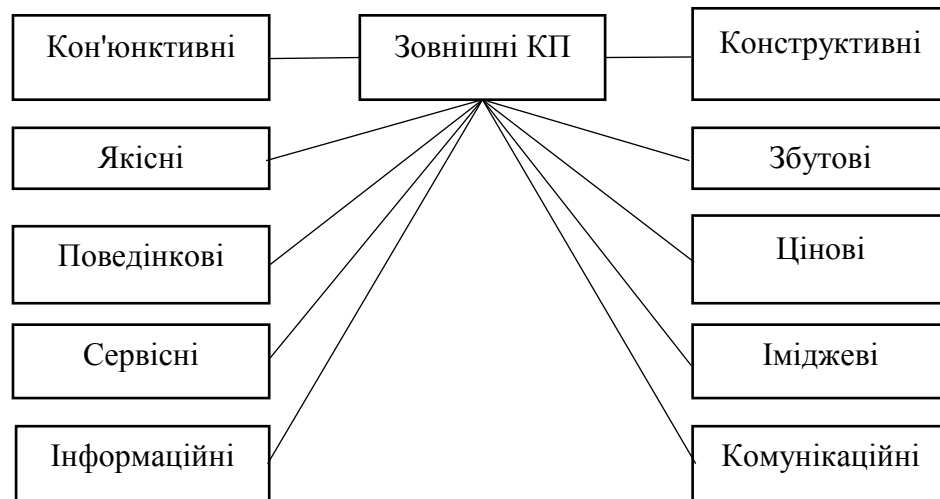 Кон'юнктивні
Зовнішні КП
Конструктивні
Якісні
Збутові
Поведінкові
Цінові
Сервісні
Іміджеві
Інформаційні
Комунікаційні